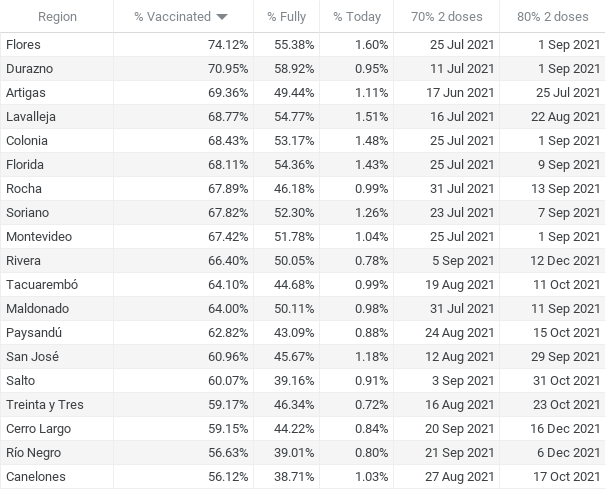 Region % Vaccinated % Fully % Today 70% 2 doses 80% 2 doses
Flores 74.12% 55.38% 1.60% 25 Jul 2021 1 Sep 2021
Durazno 70.95% 58.92% 0.95% 11 Jul 2021 1 Sep 2021
Artigas 69.36% 49.44% 1.11% 17 Jun 2021 25 Jul 2021
Lavalleja 68.77% 54.77% 1.51% 16 Jul 2021 22 Aug 2021
Colonia 68.43% 53.17% 1.48% 25 Jul 2021 1 Sep 2021
Florida 68.11% 54.36% 1.43% 25 Jul 2021 9 Sep 2021
Rocha 67.89% 46.18% 0.99% 31 Jul 2021 13 Sep 2021
Soriano 67.82% 52.30% 1.26% 23 Jul 2021 7 Sep 2021
Montevideo 67.42% 51.78% 1.04% 25 Jul 2021 1 Sep 2021
Rivera 66.40% 50.05% 0.78% 5 Sep 2021 12 Dec 2021
Tacuarembó 64.10% 44.68% 0.99% 19 Aug 2021 11 Oct 2021
Maldonado 64.00% 50.11% 0.98% 31 Jul 2021 11 Sep 2021
Paysandú 62.82% 43.09% 0.88% 24 Aug 2021 15 Oct 2021
San José 60.96% 45.67% 1.18% 12 Aug 2021 29 Sep 2021
Salto 60.07% 39.16% 0.91% 3 Sep 2021 31 Oct 2021
Treinta y Tres 59.17% 46.34% 0.72% 16 Aug 2021 23 Oct 2021
Cerro Largo 59.15% 44.22% 0.84% 20 Sep 2021 16 Dec 2021
Río Negro 56.63% 39.01% 0.80% 21 Sep 2021 6 Dec 2021
Canelones 56.12% 38.71% 1.03% 27 Aug 2021 17 Oct 2021